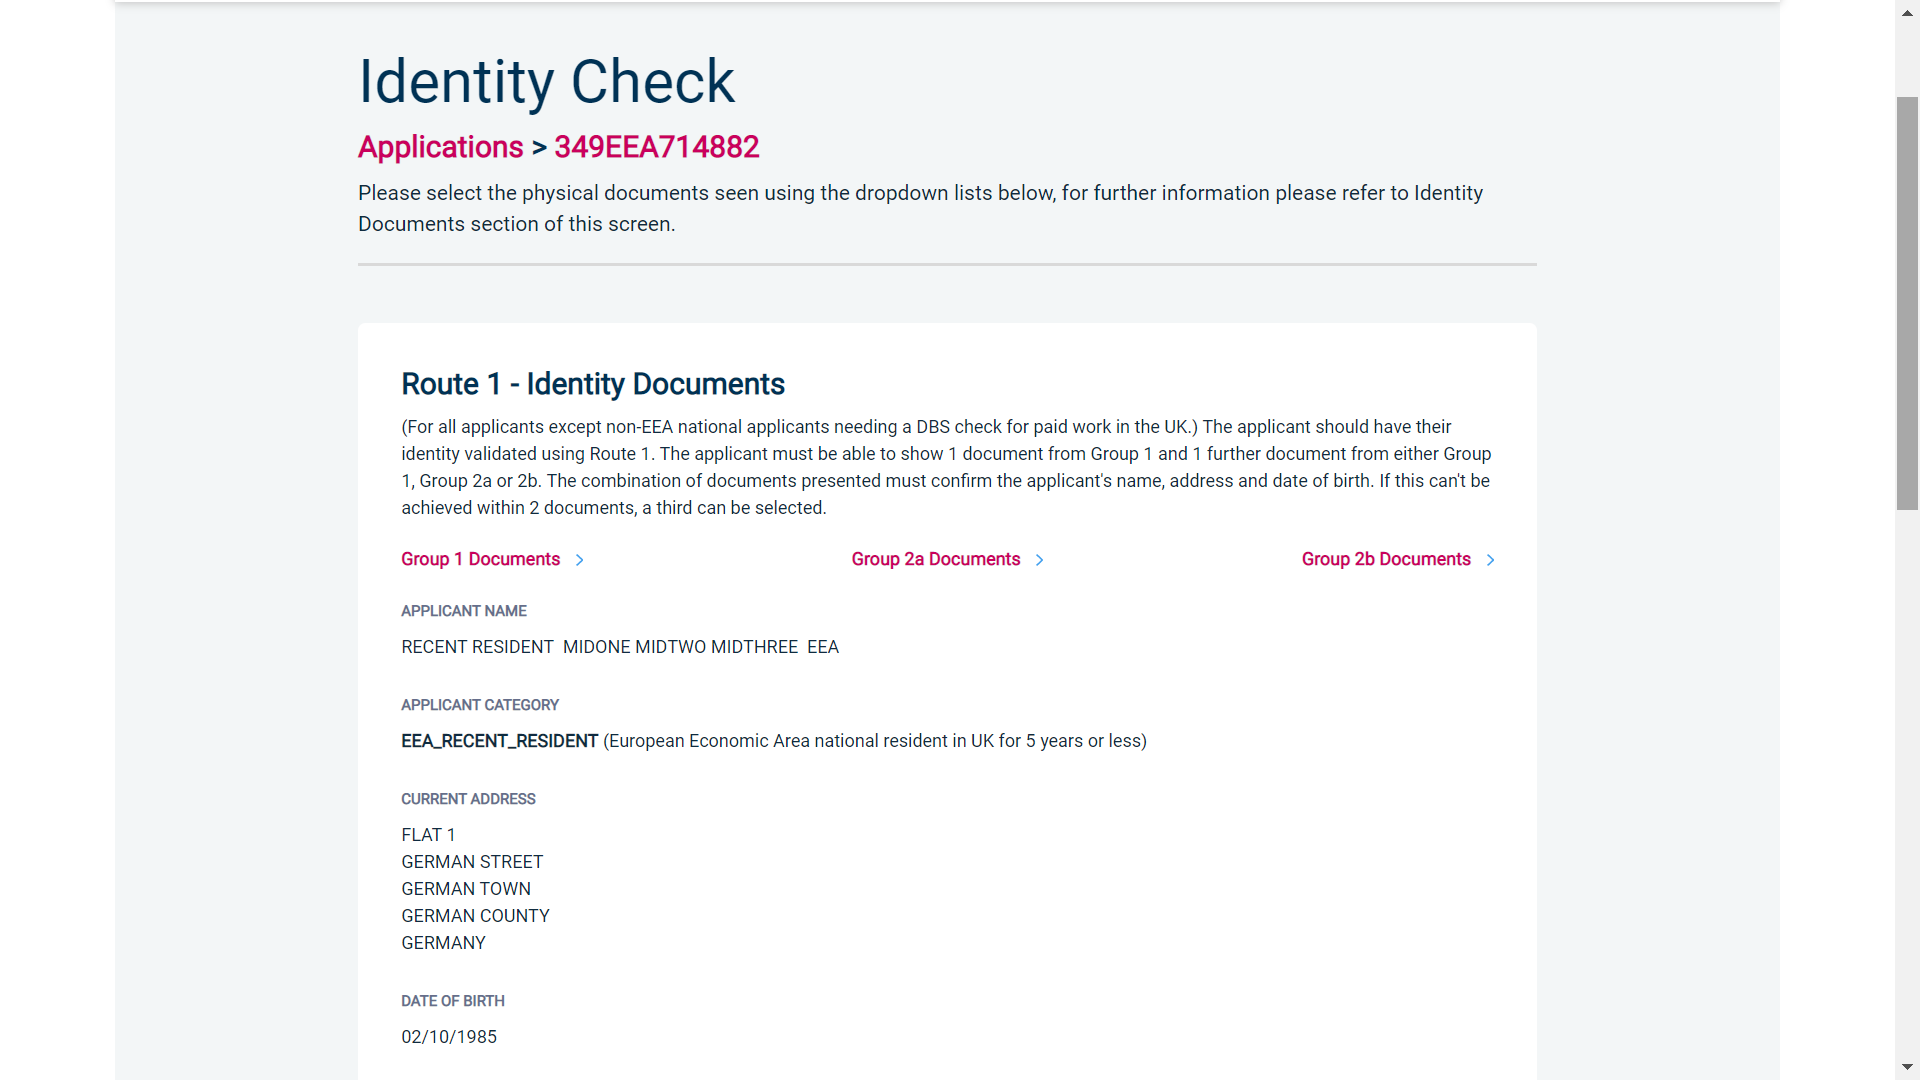 Identity Check
Applications > 349EEA714882
Please select the physical documents seen using the dropdown lists below, for further information please refer to Identity
Documents section of this screen.
Route 1 - Identity Documents
(For all applicants except non-EEA national applicants needing a DBS check for paid work in the UK.) The applicant should have their
identity validated using Route 1. The applicant must be able to show 1 document from Group 1 and 1 further document from either Group
1, Group 2a or 2b. The combination of documents presented must confirm the applicant's name, address and date of birth. If this can't be
achieved within 2 documents, a third can be selected.
Group 1 Documents
Group 2a Documents
Group 2b Documents
APPLICANT NAME
RECENT RESIDENT  MIDONE MIDTWO MIDTHREE  EEA
APPLICANT CATEGORY
EEA_RECENT_RESIDENT (European Economic Area national resident in UK for 5 years or less)
CURRENT ADDRESS
FLAT 1
GERMAN STREET
GERMAN TOWN
GERMAN COUNTY
GERMANY
DATE OF BIRTH
02/10/1985